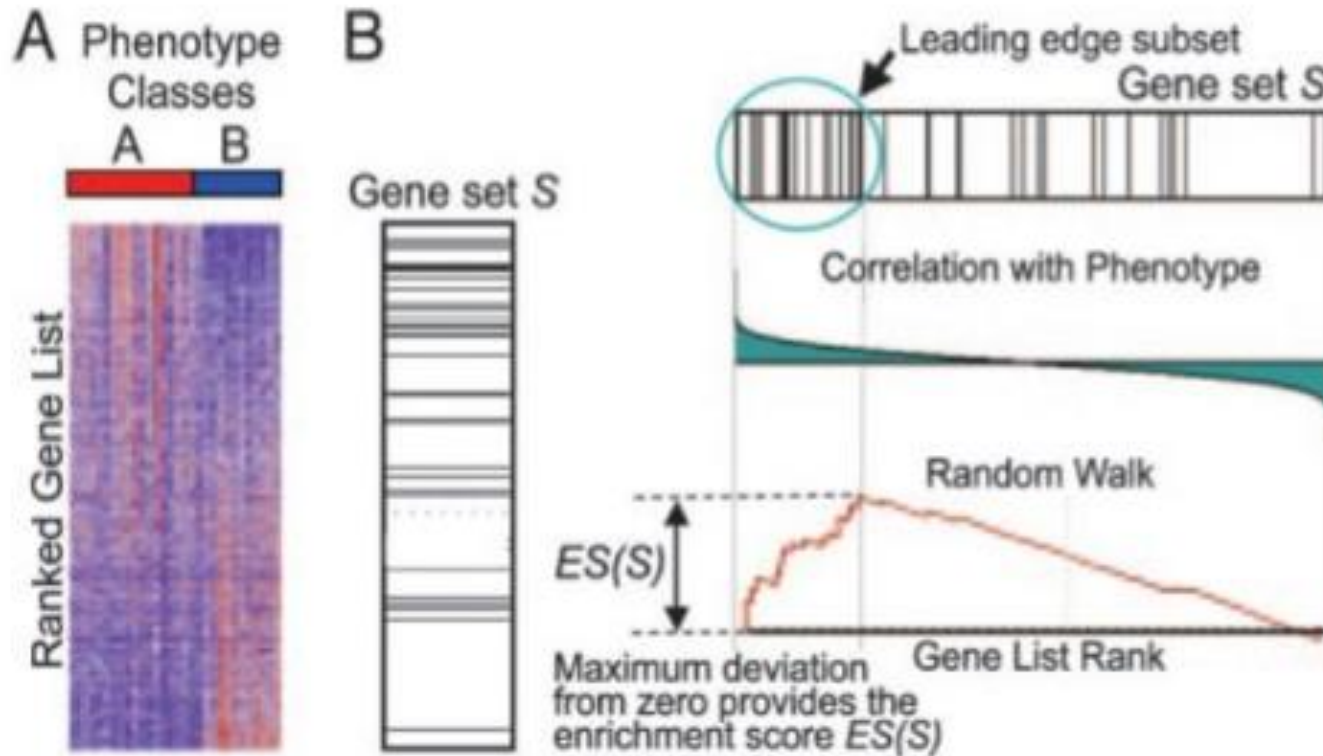 A
Phenotype
Classes
A B
Ranked Gene List
B
Gene set S
Leading edge subset
Gene set S
Correlation with Phenotype
Random Walk
ES(S)
Gene List Rank
Maximum deviation
from zero provides the
enrichment score ES(S)